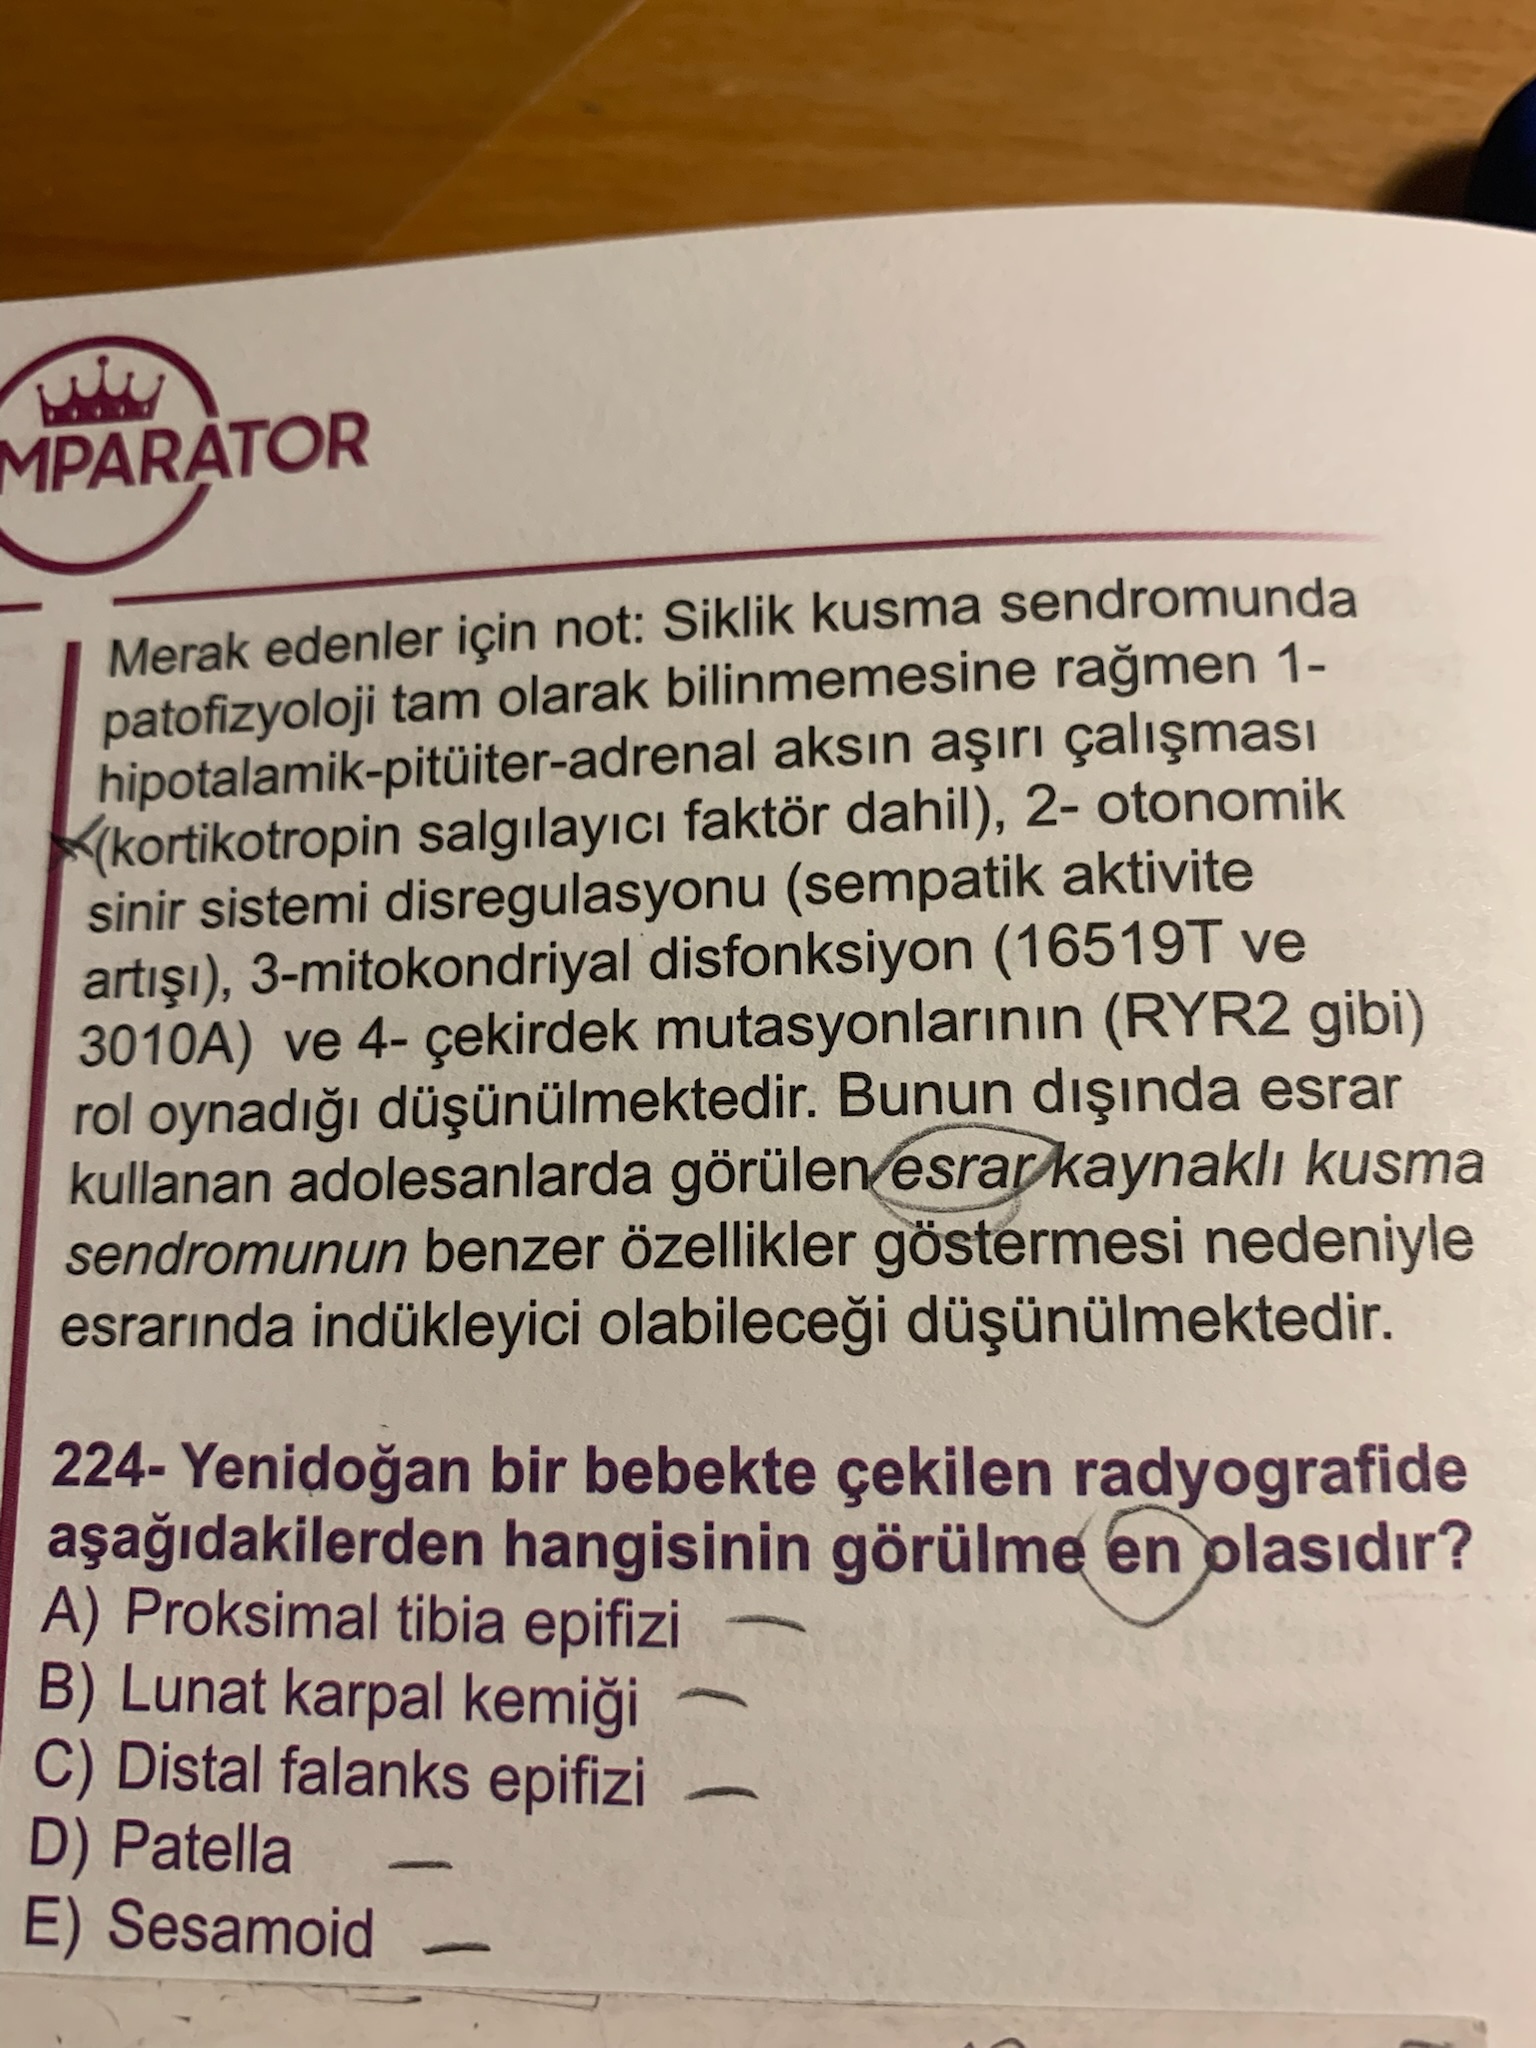 MPARATOR
Merak edenler için not: Siklik kusma sendromunda
patofizyoloji tam olarak bilinmemesine rağmen 1-
hipotalamik-pitüiter-adrenal aksın aşırı çalışması
(kortikotropin salgılayıcı faktör dahil), 2- otonomik
sinir sistemi disregulasyonu (sempatik aktivite
artışı), 3-mitokondriyal disfonksiyon (16519T ve
3010A) ve 4- çekirdek mutasyonlarının (RYR2 gibi)
rol oynadığı düşünülmektedir. Bunun dışında esrar
kullanan adolesanlarda görülen esrar kaynaklı kusma
sendromunun benzer özellikler göstermesi nedeniyle
esrarında indükleyici olabileceği düşünülmektedir.
224- Yenidoğan bir bebekte çekilen radyografide
aşağıdakilerden hangisinin görülme en olasıdır?
A) Proksimal tibia epifizi
B) Lunat karpal kemiği
C) Distal falanks epifizi
D) Patella
E) Sesamoid